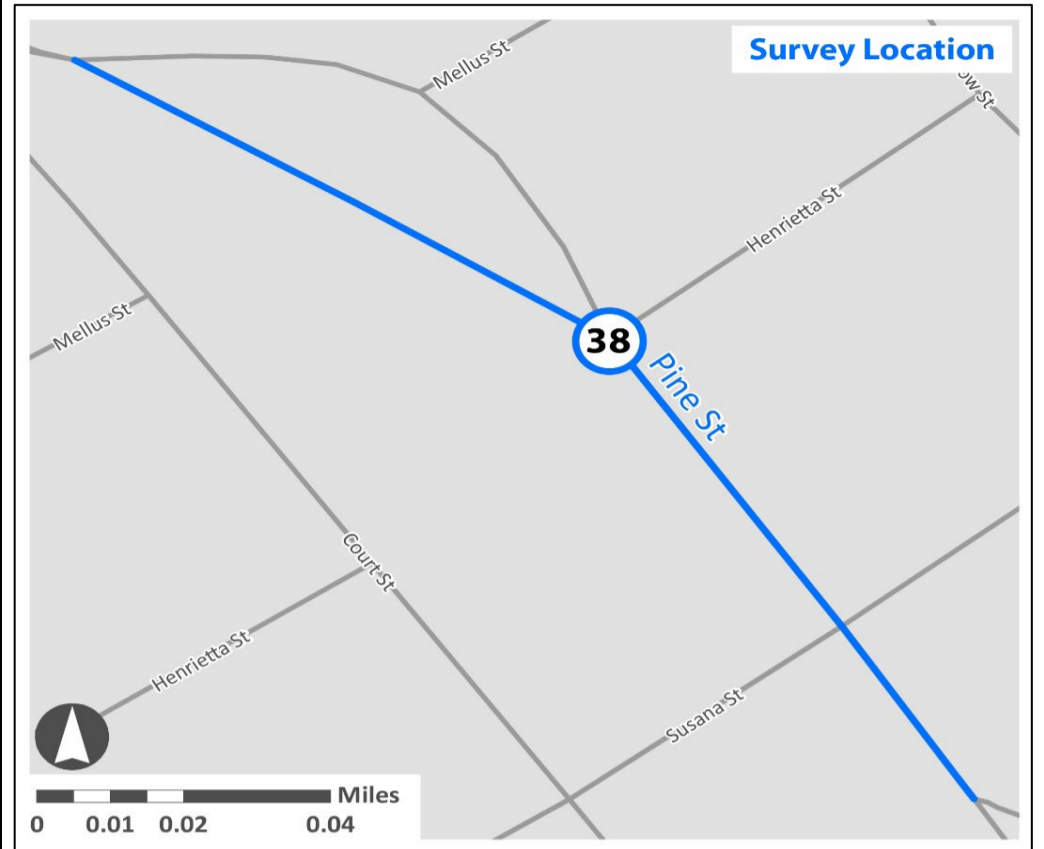 Survey Location
Mellus St
Henrietta St
Mellus St
38
Pine St
Court St
Henrietta St
Susana St
Miles
0 0.01 0.02 0.04